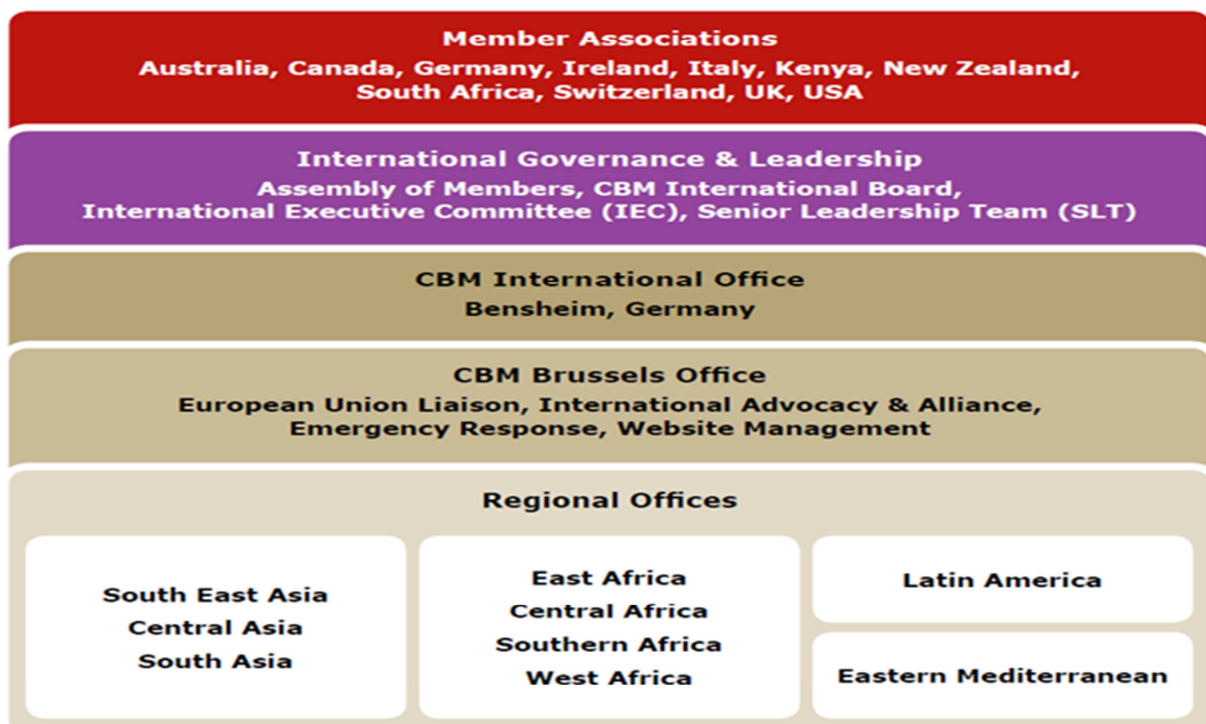 Member Associations
Australia, Canada, Germany, Ireland, Italy, Kenya, New Zealand,
South Africa, Switzerland, UK, USA
International Governance & Leadership
Assembly of Members, CBM International Board,
International Executive Committee (IEC), Senior Leadership Team (SLT)
CBM International Office
Bensheim, Germany
CBM Brussels Office
European Union Liaison, International Advocacy & Alliance,
Emergency Response, Website Management
Regional Offices
South East Asia
Central Asia
South Asia
East Africa
Central Africa
Southern Africa
West Africa
Latin America
Eastern Mediterranean